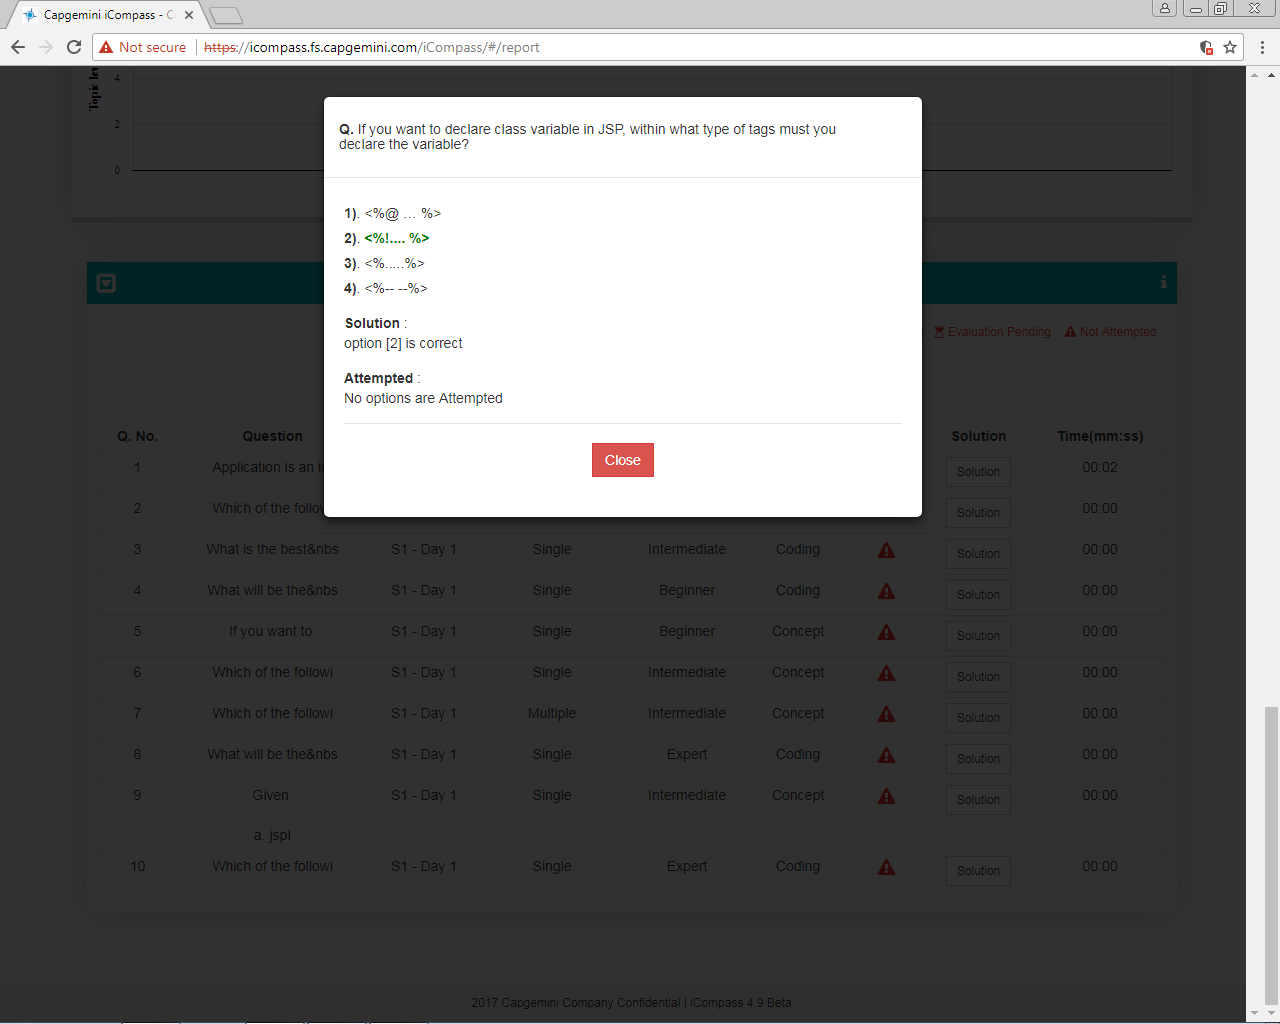 Capgemini iCompass - C
Not secure https://icompass.fs.capgemini.com/iCompass/#/report
Topic lev
4
2
0
Q. If you want to declare class variable in JSP, within what type of tags must you
declare the variable?
1). <%@ ... %>
2). <%!.... %>
3). <%.....%>
4). <%-- --%>
Solution :
option [2] is correct
Attempted :
No options are Attempted
Close
Evaluation Pending Not Attempted
Q. No. Question Solution Time(mm:ss)
1 Application is an i Solution 00:02
2 Which of the follow Solution 00:00
3 What is the best&nbs S1 - Day 1 Single Intermediate Coding Solution 00:00
4 What will be the&nbs S1 - Day 1 Single Beginner Coding Solution 00:00
5 If you want to S1 - Day 1 Single Beginner Concept Solution 00:00
6 Which of the followi S1 - Day 1 Single Intermediate Concept Solution 00:00
7 Which of the followi S1 - Day 1 Multiple Intermediate Concept Solution 00:00
8 What will be the&nbs S1 - Day 1 Single Expert Coding Solution 00:00
9 Given S1 - Day 1 Single Intermediate Concept Solution 00:00
a. jspl
10 Which of the followi S1 - Day 1 Single Expert Coding Solution 00:00
2017 Capgemini Company Confidential | iCompass 4.9 Beta